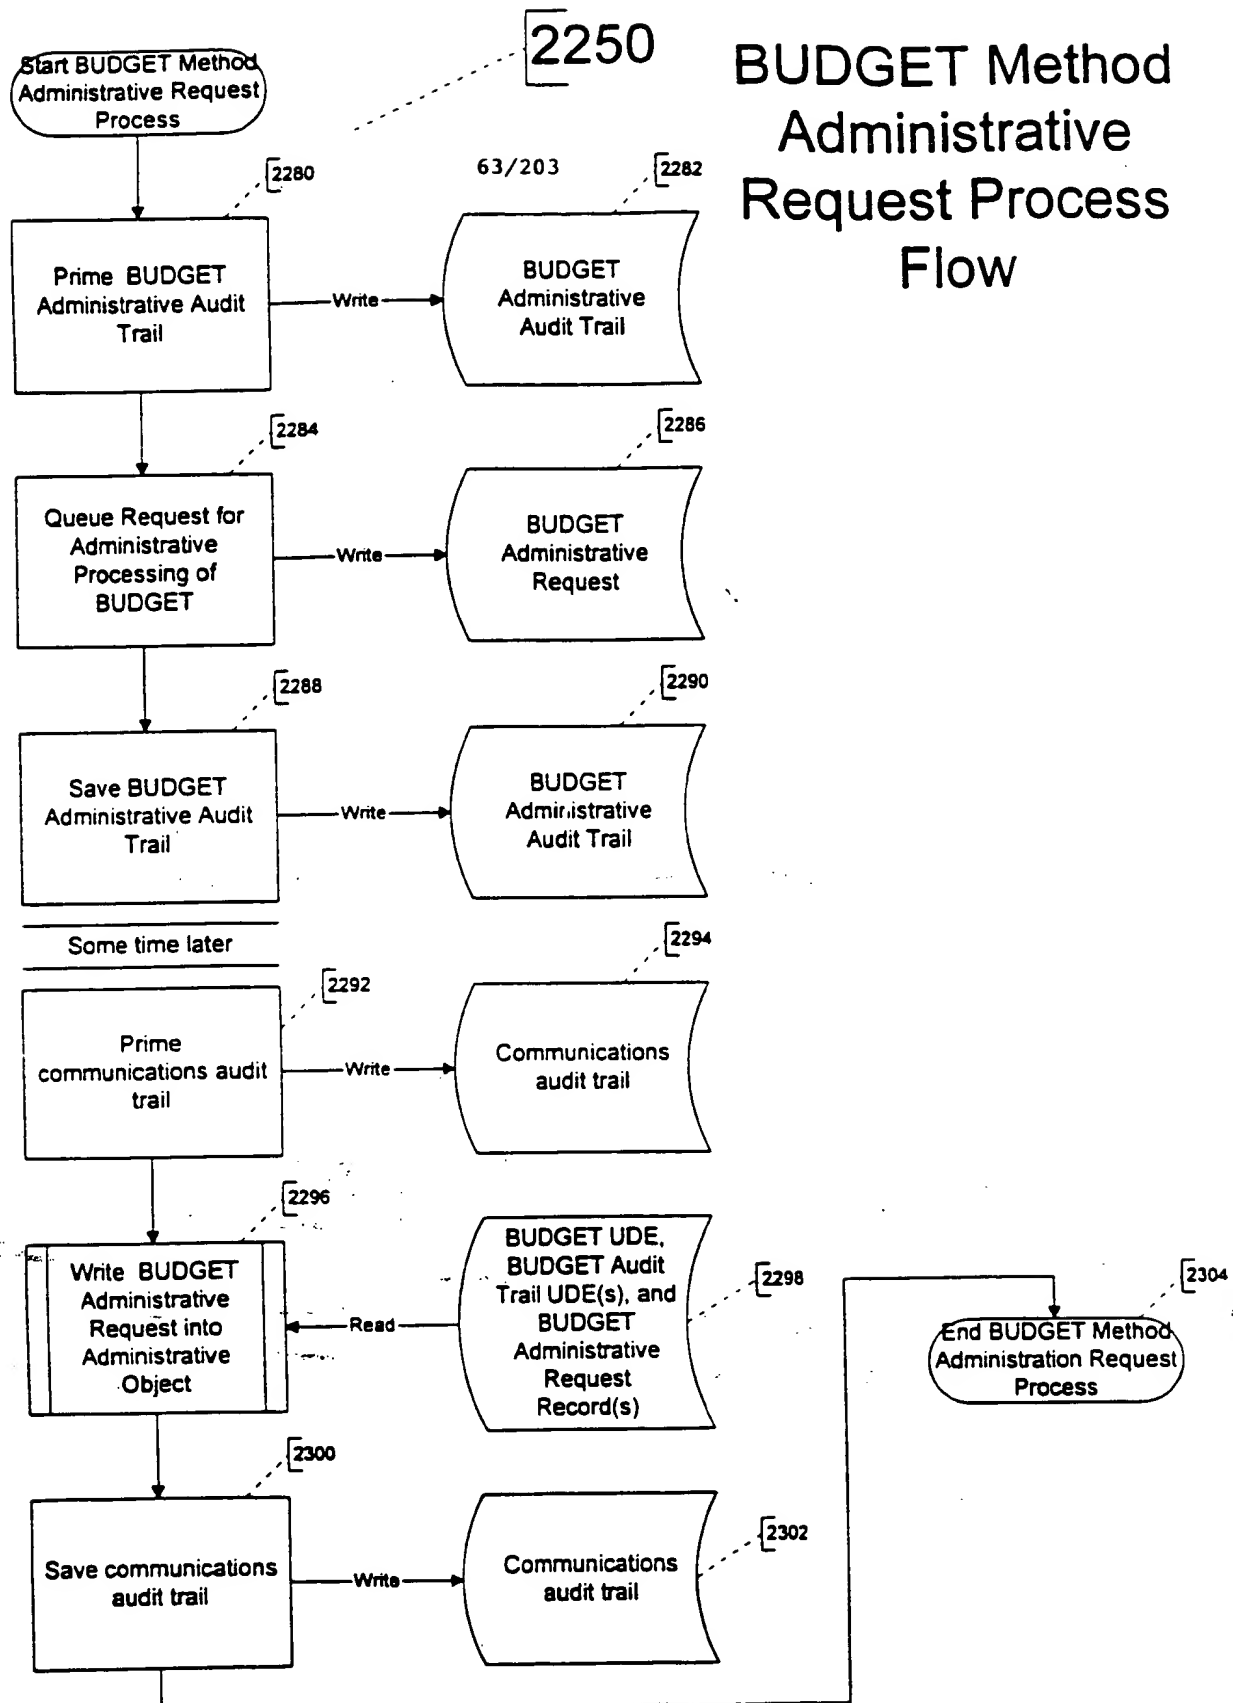 2250
BUDGET Method
Administrative
Request Process
Flow
Start BUDGET Method
Administrative Request
Process
63/203
2280
2282
Prime BUDGET
Administrative Audit
Trail
Write
BUDGET
Administrative
Audit Trail
2284
2286
Queue Request for
Administrative
Processing of
BUDGET
Write
BUDGET
Administrative
Request
2288
2290
Save BUDGET
Administrative Audit
Trail
Write
BUDGET
Administrative
Audit Trail
Some time later
2292
2294
Prime
communications audit
trail
Write
Communications
audit trail
2296
2298
Write BUDGET
Administrative
Request into
Administrative
Object
Read
BUDGET UDE,
BUDGET Audit
Trail UDE(s), and
BUDGET
Administrative
Request
Record(s)
2304
End BUDGET Method
Administration Request
Process
2300
2302
Save communications
audit trail
Write
Communications
audit trail